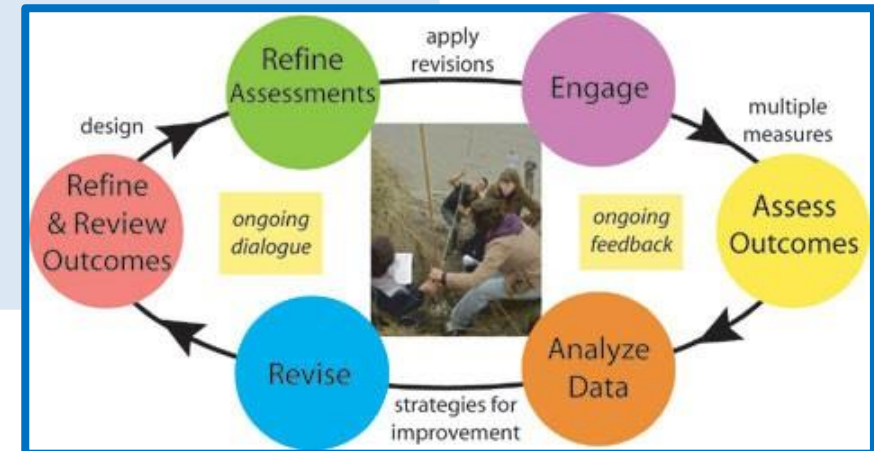 Refine
Assessments
apply
revisions
Engage
multiple
measures
Assess
Outcomes
ongoing
feedback
Analyze
Data
strategies for
improvement
Revise
Refine
& Review
Outcomes
design
ongoing
dialogue